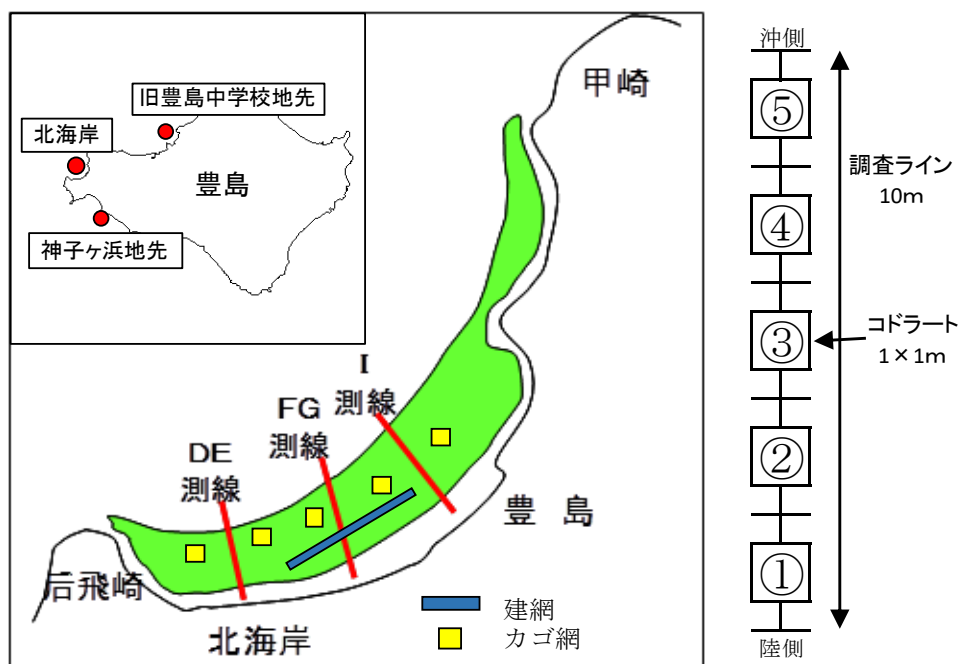 旧豊島中学校地先
北海岸
豊島
神子ヶ浜地先
甲崎
I
測線
FG
測線
DE
測線
豊 島
后飛崎
北海岸
建網
カゴ網
沖側
⑤
④
③
②
①
陸側
調査ライン
10m
コドラート
1×1m